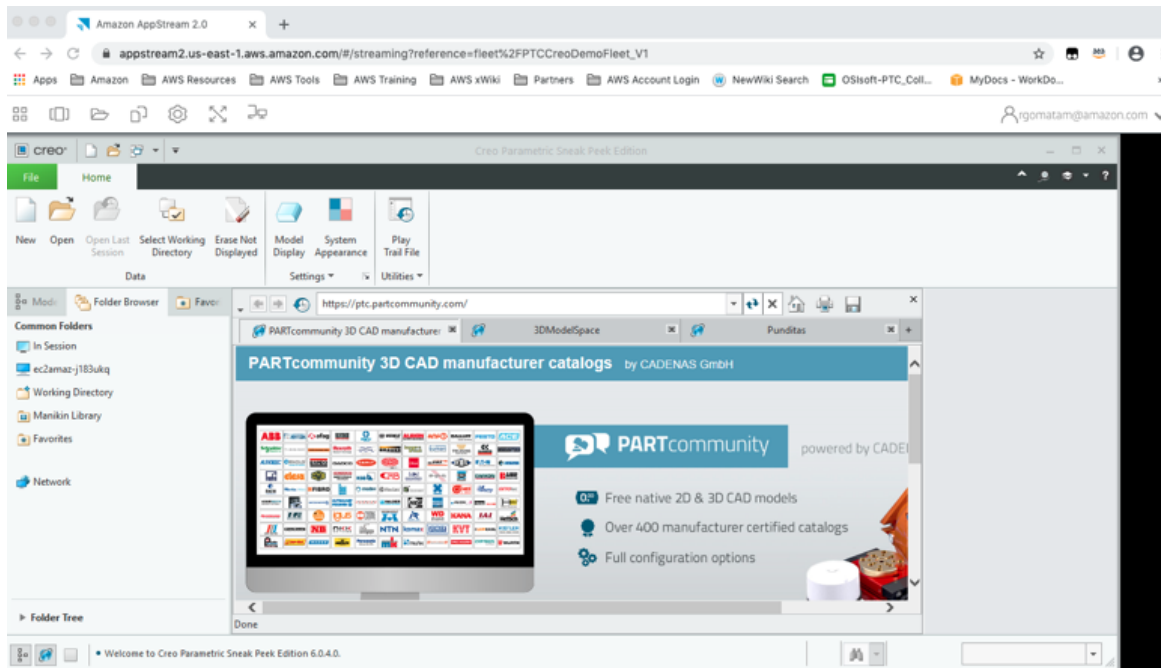 Amazon AppStream 2.0
appstream2.us-east-1.aws.amazon.com/#/streaming?reference=fleet%2FPTCCreoDemoFleet_V1
Apps Amazon AWS Resources AWS Tools AWS Training AWS xWiki Partners AWS Account Login NewWiki Search OSIsoft-PTC_Coll... MyDocs - WorkDo...
rgomatam@amazon.com
creo Creo Parametric Sneak Peek Edition
File Home
New Open Open Last Session Select Working Directory Erase Not Displayed Model Display System Appearance Play Trail File
Data Settings Utilities
Mode Folder Browser Favor
https://ptc.partcommunity.com/
Common Folders
PARTcommunity 3D CAD manufacturer 3DModelSpace Punditas
In Session
ec2amaz-j183ukq
Working Directory
Manikin Library
Favorites
Network
PARTcommunity 3D CAD manufacturer catalogs by CADENAS GmbH
ABB
igus
NB
NTN
KVT
PARTcommunity powered by CADE
Free native 2D & 3D CAD models
Over 400 manufacturer certified catalogs
Full configuration options
Folder Tree
Done
• Welcome to Creo Parametric Sneak Peek Edition 6.0.4.0.